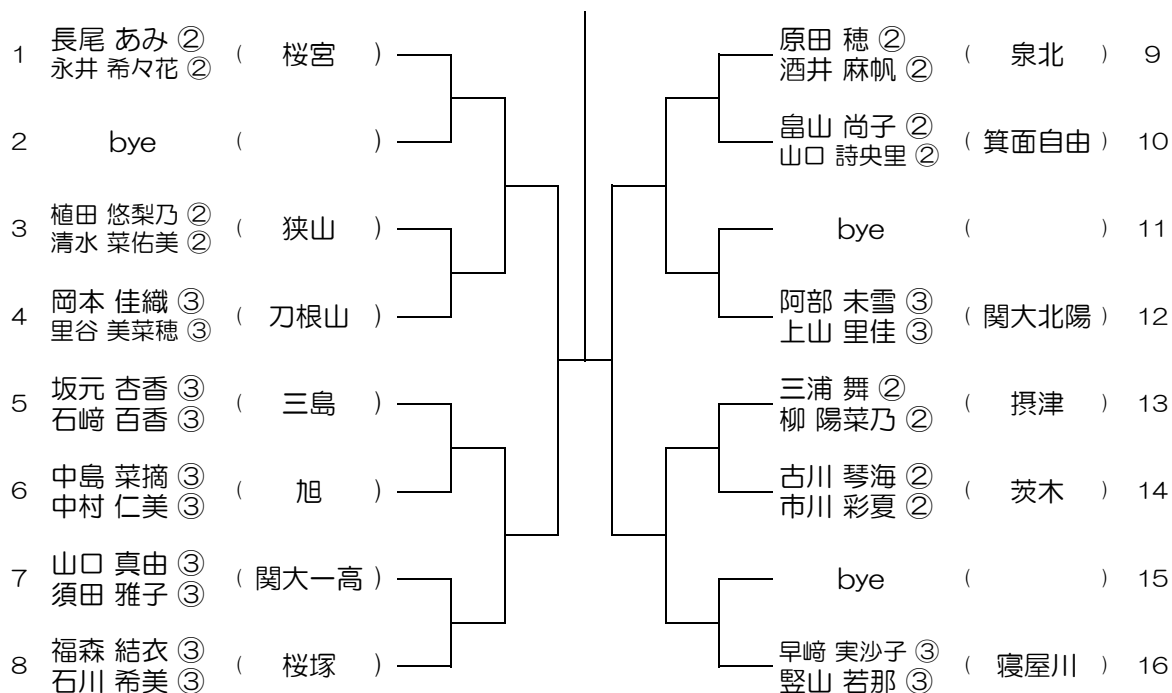 1 長尾 あみ ② ( 桜宮 )
永井 希々花 ②
2 bye ( )
3 植田 悠梨乃 ② ( 狭山 )
清水 菜佑美 ②
4 岡本 佳織 ③ ( 刀根山 )
里谷 美菜穂 ③
5 坂元 杏香 ③ ( 三島 )
石﨑 百香 ③
6 中島 菜摘 ③ ( 旭 )
中村 仁美 ③
7 山口 真由 ③ ( 関大一高 )
須田 雅子 ③
8 福森 結衣 ③ ( 桜塚 )
石川 希美 ③
原田 穂 ② ( 泉北 ) 9
酒井 麻帆 ②
畠山 尚子 ② ( 箕面自由 ) 10
山口 詩央里 ②
bye ( ) 11
阿部 未雪 ③ ( 関大北陽 ) 12
上山 里佳 ③
三浦 舞 ② ( 摂津 ) 13
柳 陽菜乃 ②
古川 琴海 ② ( 茨木 ) 14
市川 彩夏 ②
bye ( ) 15
早﨑 実沙子 ③ ( 寝屋川 ) 16
竪山 若那 ③